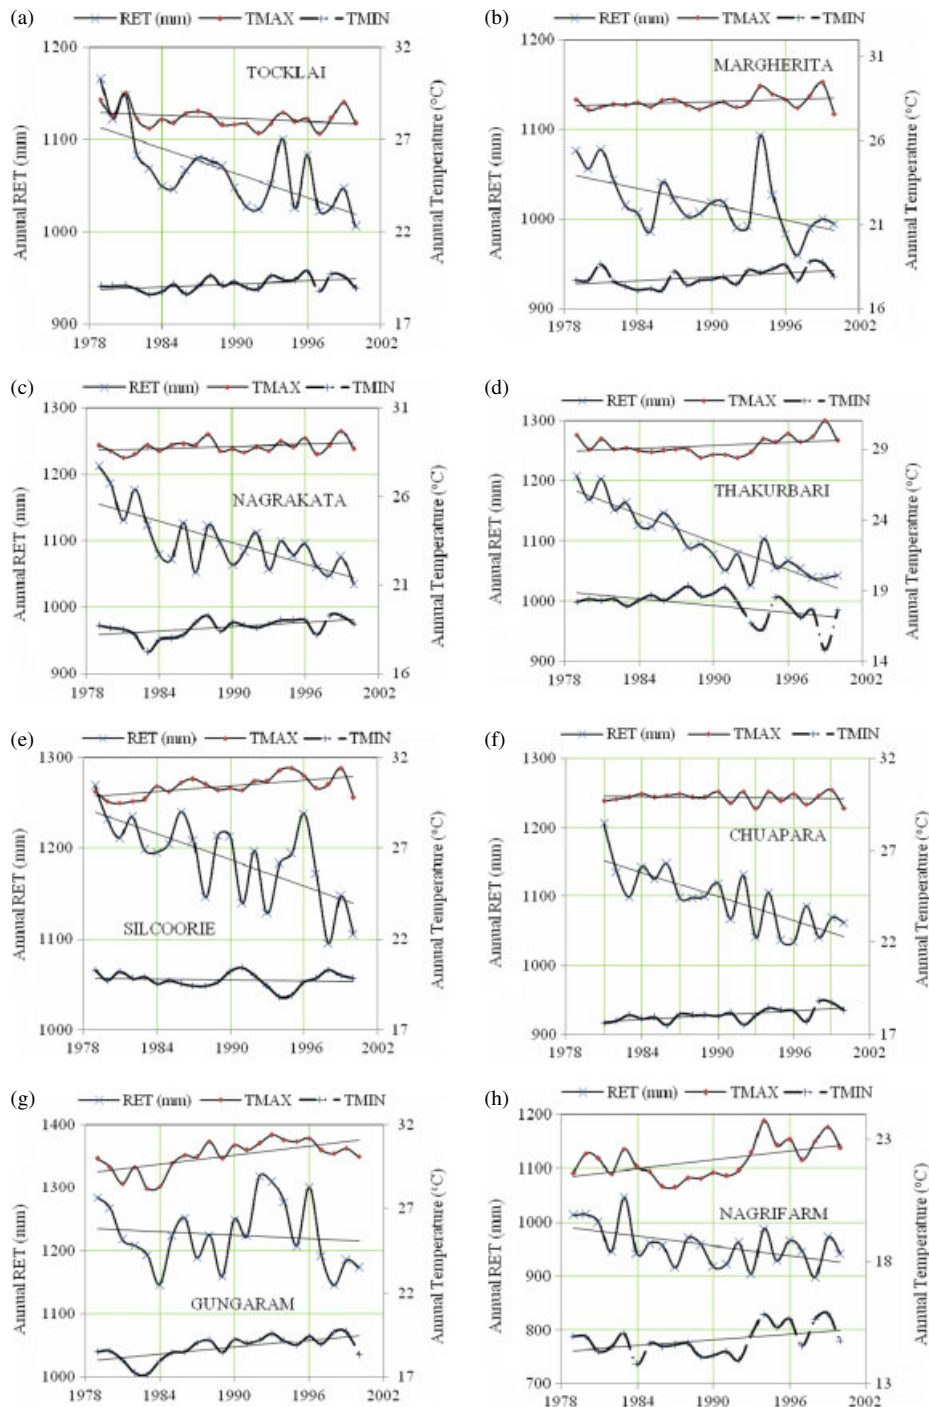 (a)
RET (mm) TMAX TMIN
1200 32
TOCKLAI
1100 27
1000 22
900 17
1978 1984 1990 1996 2002
Annual RET (mm)
Annual Temperature (°C)
(b)
RET (mm) TMAX TMIN
1200 31
MARGHERITA
1100 26
1000 21
900 16
1978 1984 1990 1996 2002
Annual RET (mm)
Annual Temperature (°C)
(c)
RET (mm) TMAX TMIN
1300 31
1200 26
NAGRAKATA
1100
1000 21
900 16
1978 1984 1990 1996 2002
Annual RET (mm)
Annual Temperature (°C)
(d)
RET (mm) TMAX TMIN
1300
29
1200
THAKURBARI
24
1100
19
1000
900 14
1978 1984 1990 1996 2002
Annual RET (mm)
Annual Temperature (°C)
(e)
RET (mm) TMAX TMIN
1300 32
1200 27
SILCOORIE
1100 22
1000 17
1978 1984 1990 1996 2002
Annual RET (mm)
Annual Temperature (°C)
(f)
RET (mm) TMAX TMIN
1300 32
1200
CHUAPARA
27
1100
1000 22
900 17
1978 1984 1990 1996 2002
Annual RET (mm)
Annual Temperature (°C)
(g)
RET (mm) TMAX TMIN
1400 32
1300 27
1200
22
1100
GUNGARAM
1000 17
1978 1984 1990 1996 2002
Annual RET (mm)
Annual Temperature (°C)
(h)
RET (mm) TMAX TMIN
1200
23
1100
1000
NAGRIFARM
18
900
800
700 13
1978 1984 1990 1996 2002
Annual RET (mm)
Annual Temperature (°C)